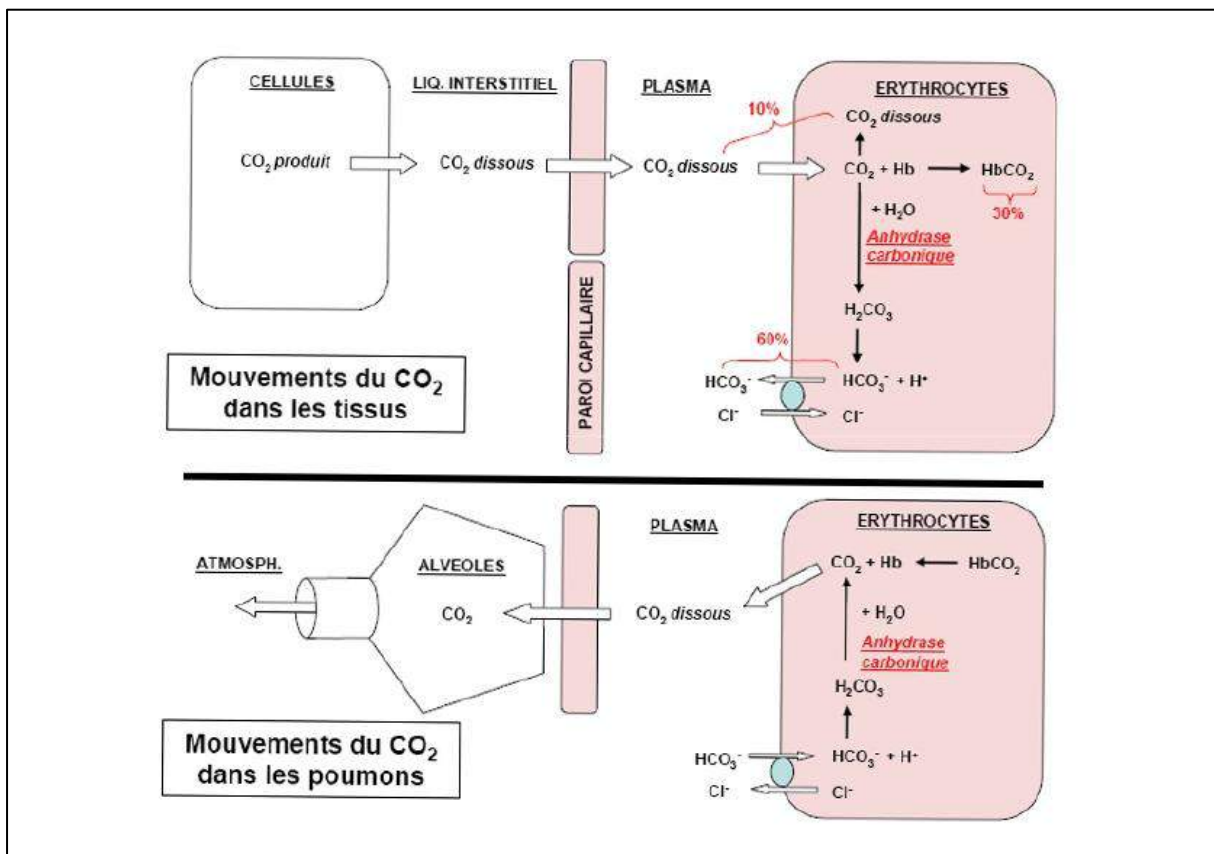 CELLULES
LIQ. INTERSTITIEL
PLASMA
ERYTHROCYTES
10%
CO₂ dissous
CO₂ produit
CO₂ dissous
CO₂ dissous
CO₂ + Hb
HbCO₂
30%
+ H₂O
Anhydrase
carbonique
H₂CO₃
60%
HCO₃⁻
HCO₃⁻ + H⁺
Cl⁻
Cl⁻
PAROI CAPILLAIRE
Mouvements du CO₂
dans les tissus
PLASMA
ERYTHROCYTES
ATMOSPH.
ALVEOLES
CO₂ + Hb
HbCO₂
CO₂
CO₂ dissous
+ H₂O
Anhydrase
carbonique
H₂CO₃
HCO₃⁻
HCO₃⁻ + H⁺
Cl⁻
Cl⁻
Mouvements du CO₂
dans les poumons